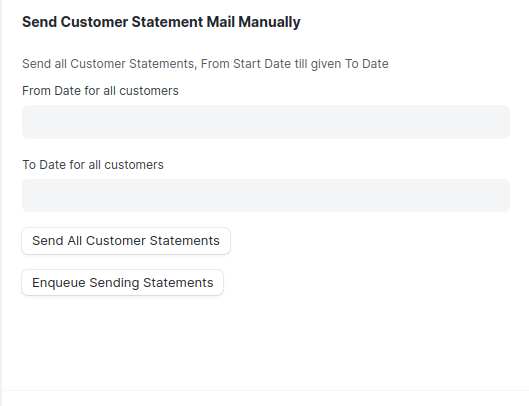 Send Customer Statement Mail Manually
Send all Customer Statements, From Start Date till given To Date
From Date for all customers
To Date for all customers
Send All Customer Statements
Enqueue Sending Statements